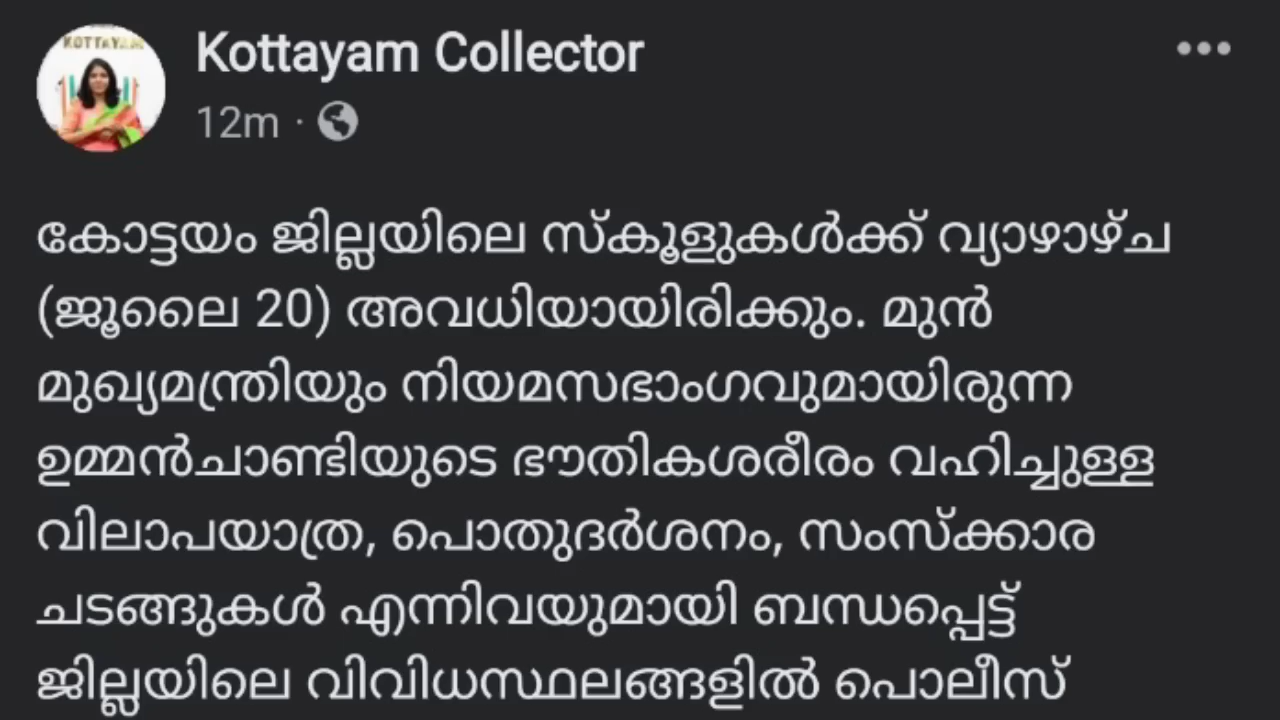 KOTTAYAM
Kottayam Collector
12m ·
കോട്ടയം ജില്ലയിലെ സ്കൂളുകൾക്ക് വ്യാഴാഴ്ച
(ജൂലൈ 20) അവധിയായിരിക്കും. മുൻ
മുഖ്യമന്ത്രിയും നിയമസഭാംഗവുമായിരുന്ന
ഉമ്മൻചാണ്ടിയുടെ ഭൗതികശരീരം വഹിച്ചുള്ള
വിലാപയാത്ര, പൊതുദർശനം, സംസ്ക്കാര
ചടങ്ങുകൾ എന്നിവയുമായി ബന്ധപ്പെട്ട്
ജില്ലയിലെ വിവിധസ്ഥലങ്ങളിൽ പൊലീസ്